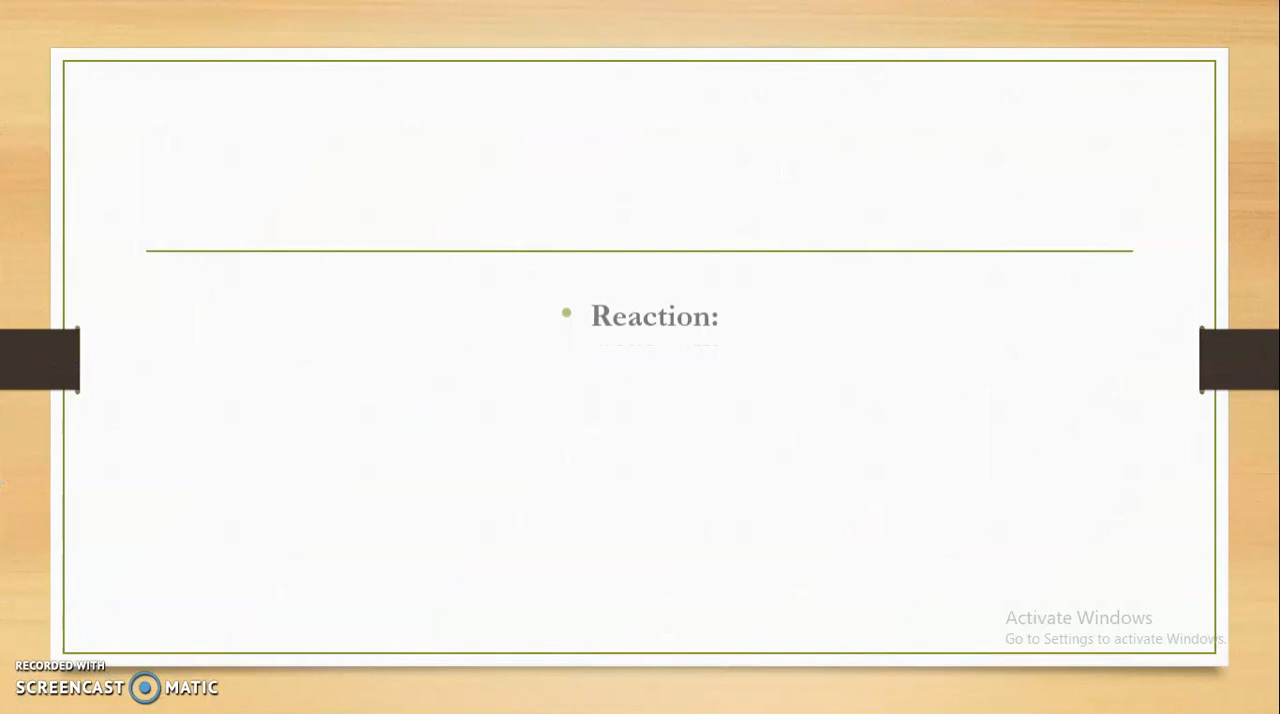 Reaction:
Activate Windows
Go to Settings to activate Windows.
RECORDED WITH
SCREENCAST MATIC